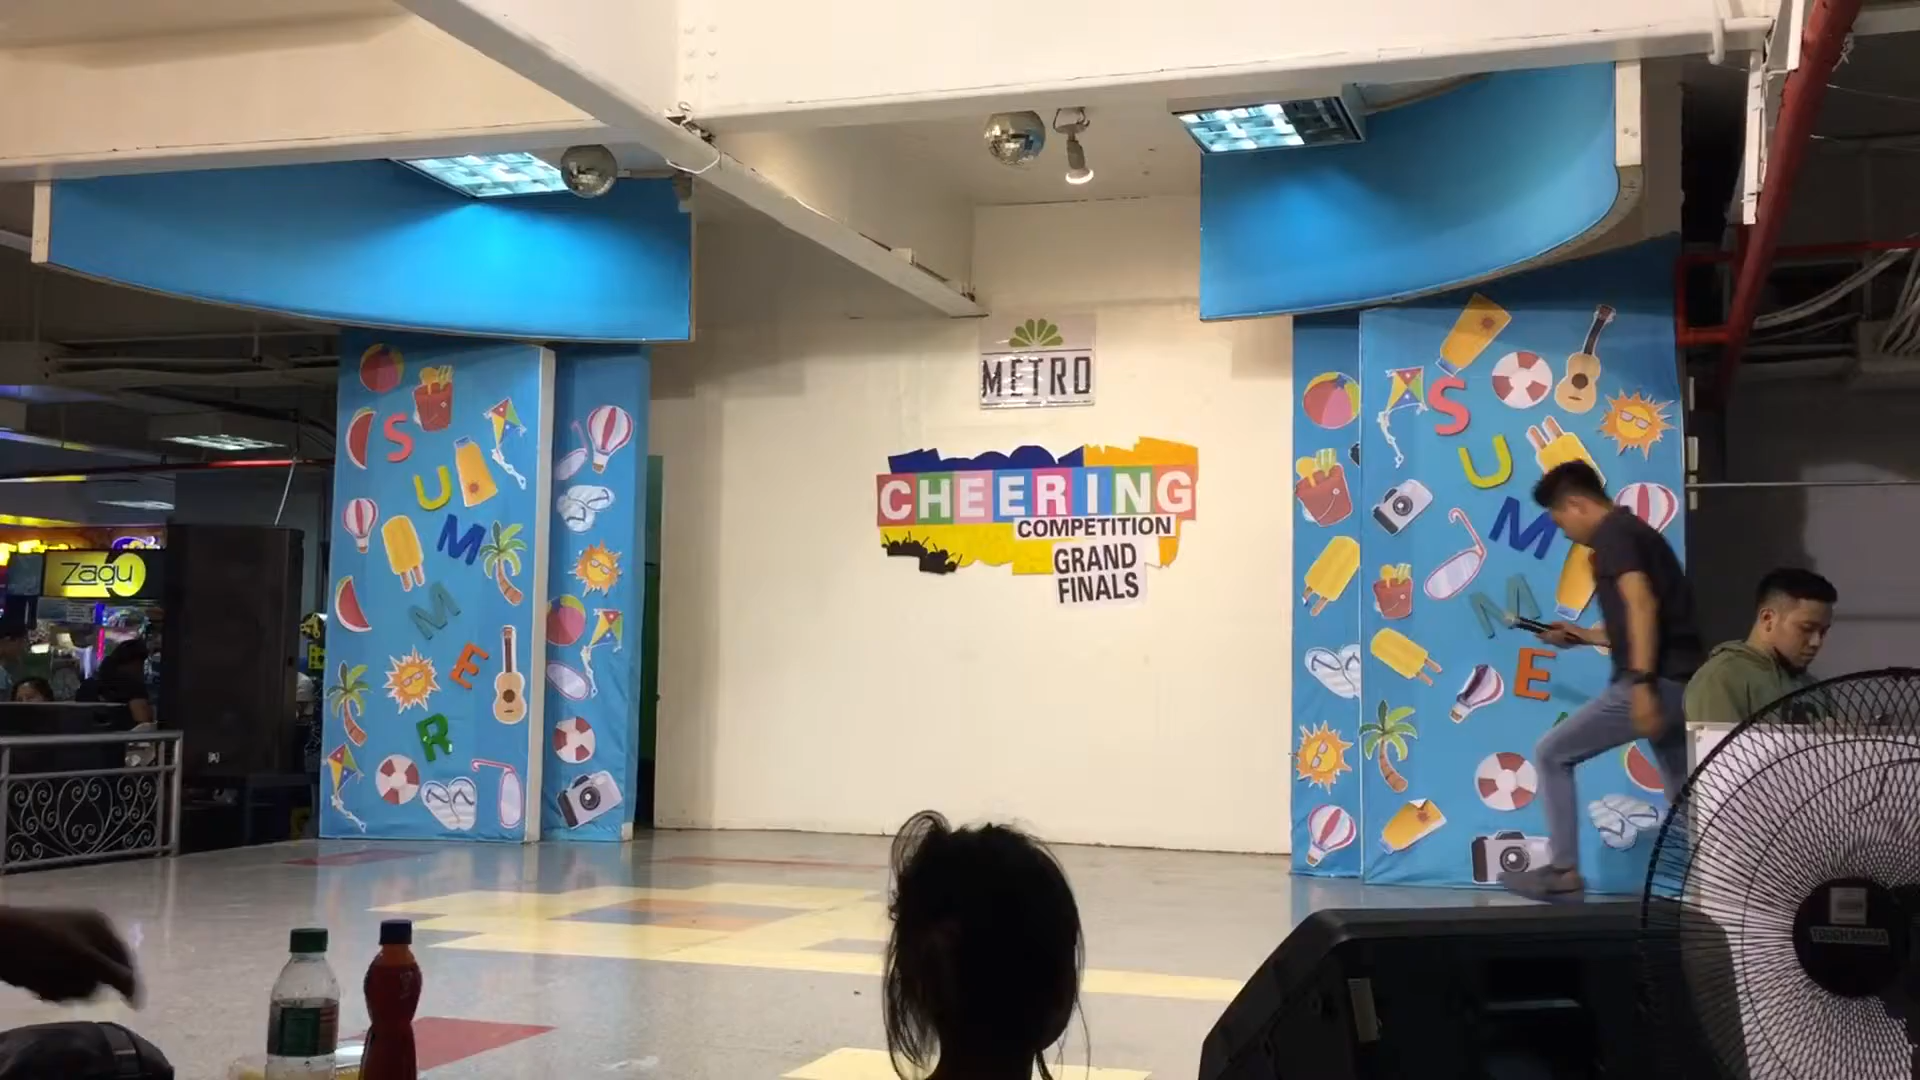 METRO
CHEERING
COMPETITION
GRAND
FINALS
SUMMER
SUMME
Zagu